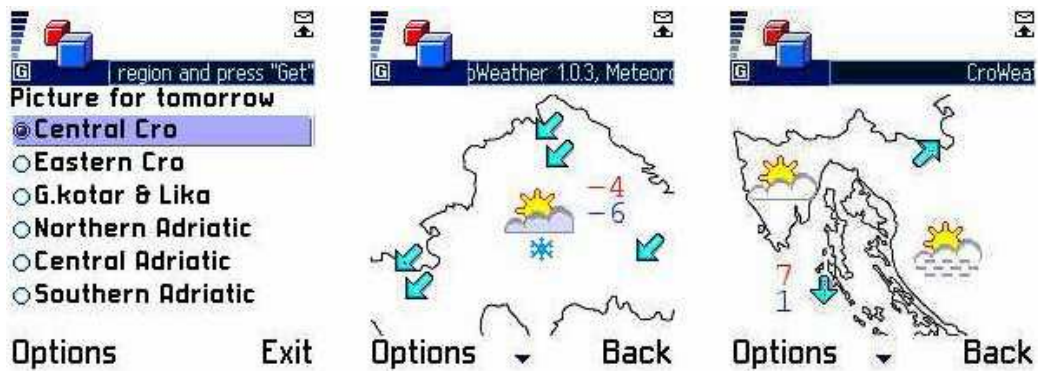 G
region and press "Get"
Picture for tomorrow
Central Cro
Eastern Cro
G.kotar & Lika
Northern Adriatic
Central Adriatic
Southern Adriatic
Options Exit
G
Weather 1.0.3, Meteoro
-4
-6
Options Back
G
CroWeat
7
1
Options Back